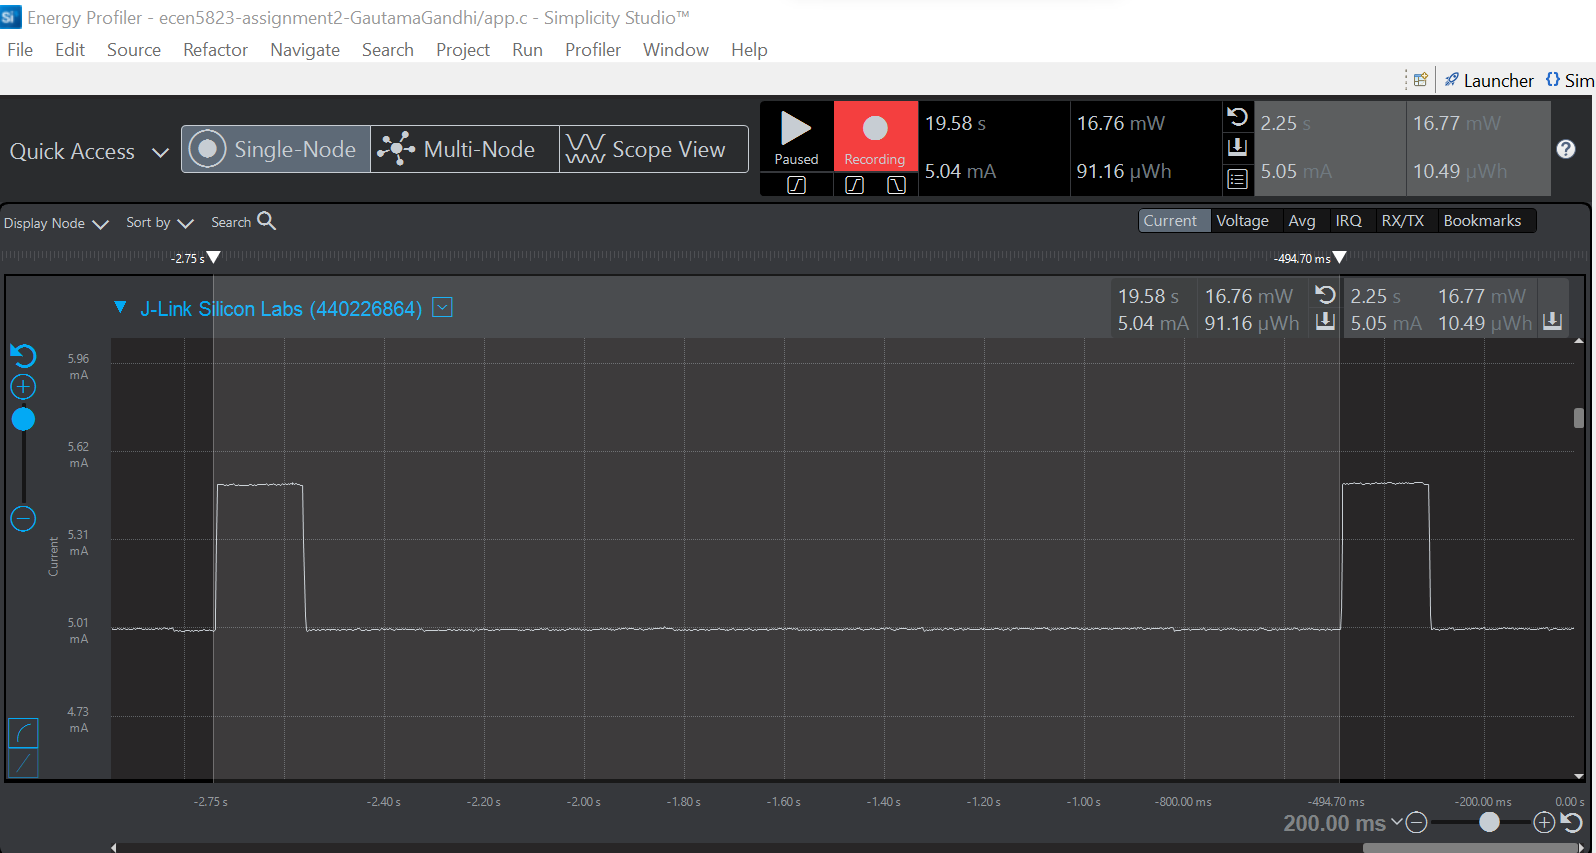 Si Energy Profiler - ecen5823-assignment2-GautamaGandhi/app.c - Simplicity Studio™
File Edit Source Refactor Navigate Search Project Run Profiler Window Help
Launcher {} Sim
Quick Access Single-Node Multi-Node Scope View
Paused Recording
19.58 s 16.76 mW 2.25 s 16.77 mW
5.04 mA 91.16 µWh 5.05 mA 10.49 µWh
?
Display Node Sort by Search
Current Voltage Avg IRQ RX/TX Bookmarks
-2.75 s -494.70 ms
J-Link Silicon Labs (440226864)
19.58 s 16.76 mW 2.25 s 16.77 mW
5.04 mA 91.16 µWh 5.05 mA 10.49 µWh
5.96
mA
5.62
mA
5.31
mA
Current
5.01
mA
4.73
mA
-2.75 s -2.40 s -2.20 s -2.00 s -1.80 s -1.60 s -1.40 s -1.20 s -1.00 s -800.00 ms -494.70 ms -200.00 ms 0.00 s
200.00 ms